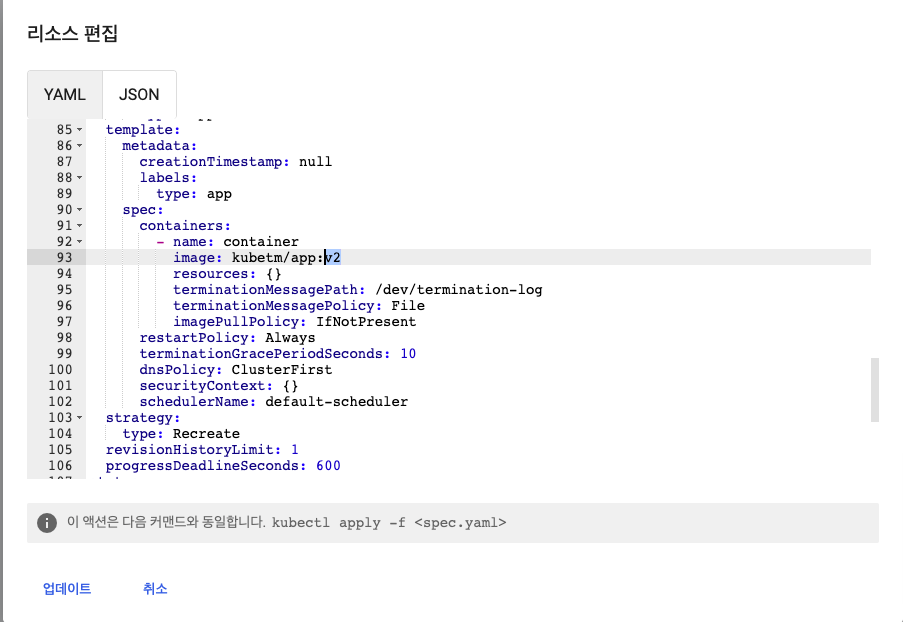 리소스 편집
YAML JSON
85 template:
86 metadata:
87 creationTimestamp: null
88 labels:
89 type: app
90 spec:
91 containers:
92 - name: container
93 image: kubetm/app:v2
94 resources: {}
95 terminationMessagePath: /dev/termination-log
96 terminationMessagePolicy: File
97 imagePullPolicy: IfNotPresent
98 restartPolicy: Always
99 terminationGracePeriodSeconds: 10
100 dnsPolicy: ClusterFirst
101 securityContext: {}
102 schedulerName: default-scheduler
103 strategy:
104 type: Recreate
105 revisionHistoryLimit: 1
106 progressDeadlineSeconds: 600
이 액션은 다음 커맨드와 동일합니다. kubectl apply -f <spec.yaml>
업데이트 취소